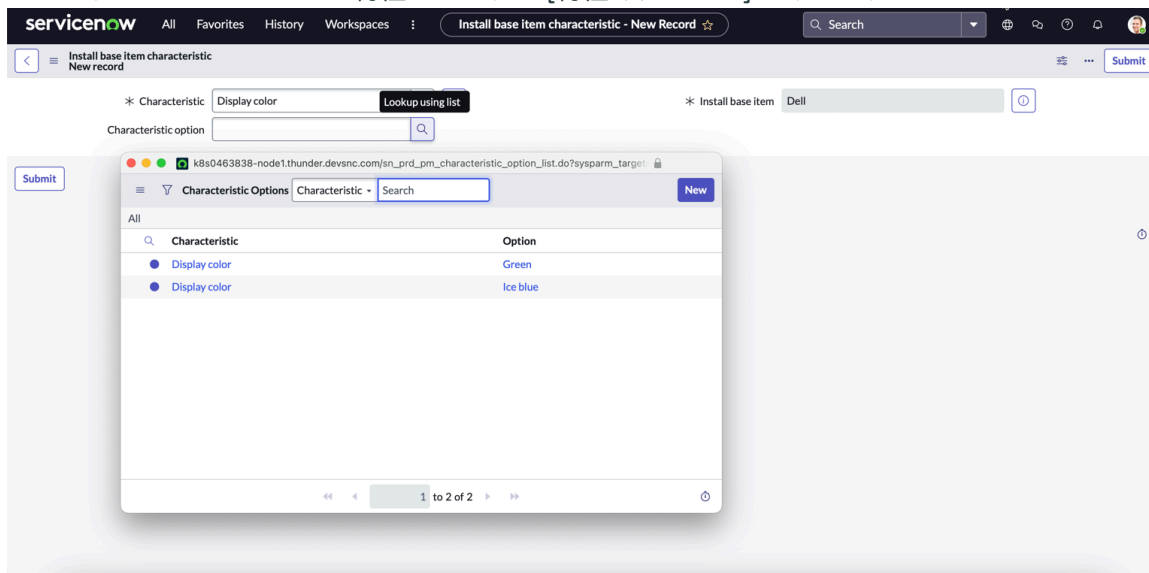 servicenow All Favorites History Workspaces Install base item characteristic - New Record Search
Install base item characteristic
New record
Submit
Characteristic Display color
Lookup using list
Install base item Dell
Characteristic option
Submit
k8s0463838-node1.thunder.devsnc.com/sn_prd_pm_characteristic_option_list.do?sysparm_target
Characteristic Options Characteristic Search New
All
Characteristic Option
Display color Green
Display color Ice blue
1 to 2 of 2